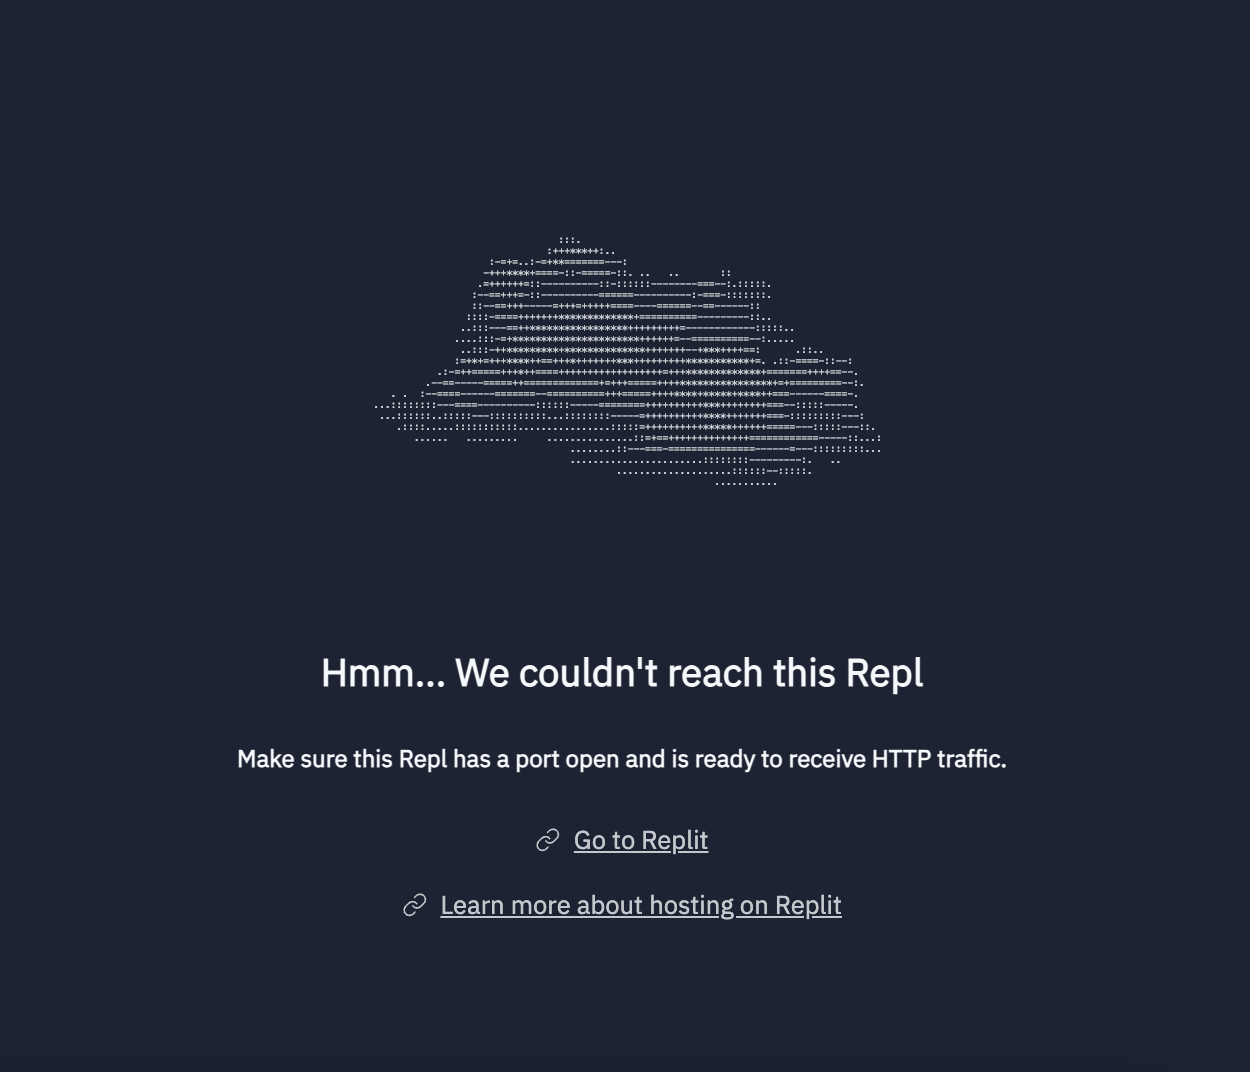 Hmm... We couldn't reach this Repl
Make sure this Repl has a port open and is ready to receive HTTP traffic.
Go to Replit
Learn more about hosting on Replit